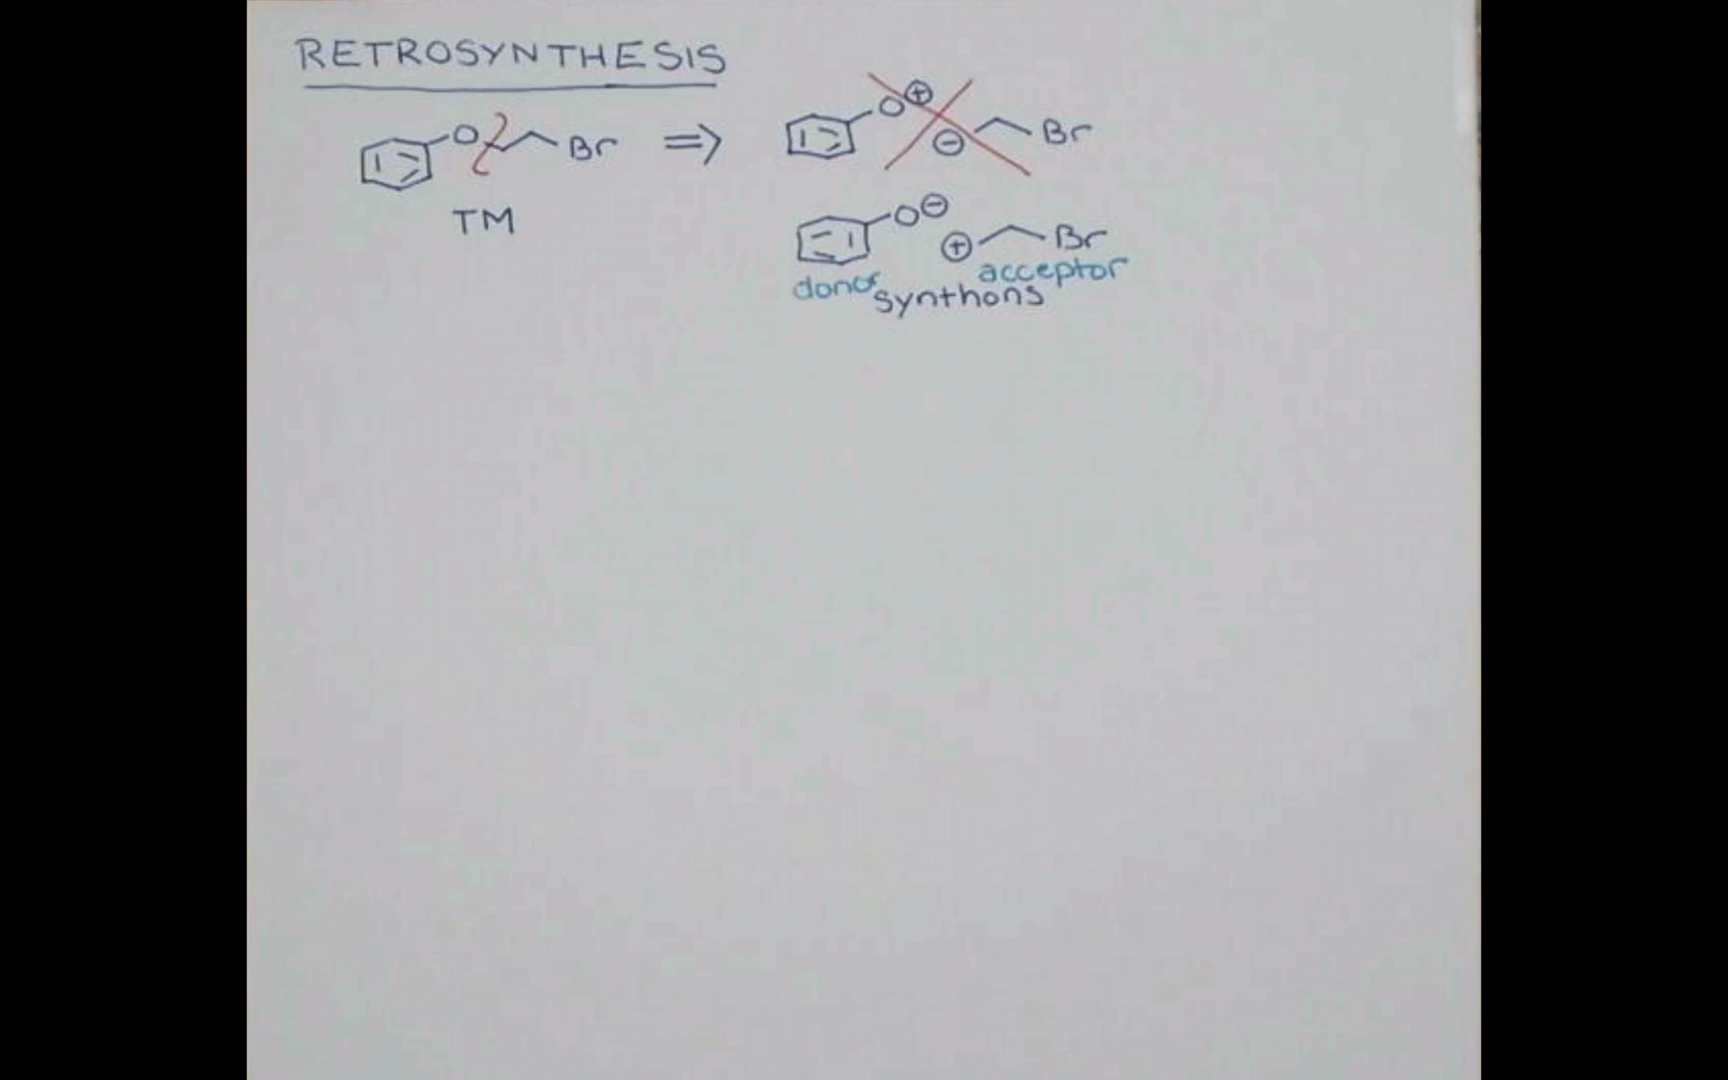 RETROSYNTHESIS
O Br ⇒ O⊕ ⊖ Br
TM
O⊖ ⊕ Br
donor acceptor
synthons